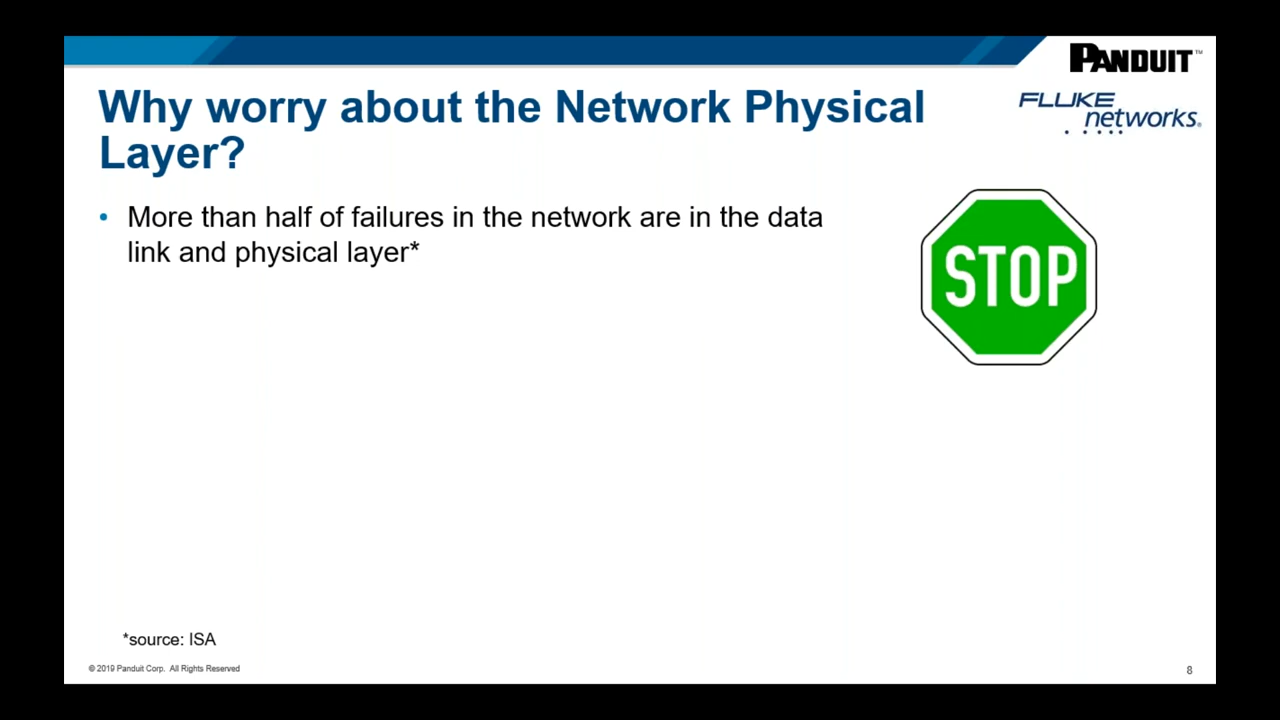 PANDUIT™
FLUKE
networks®
Why worry about the Network Physical
Layer?
• More than half of failures in the network are in the data
link and physical layer*
STOP
*source: ISA
© 2019 Panduit Corp. All Rights Reserved
8